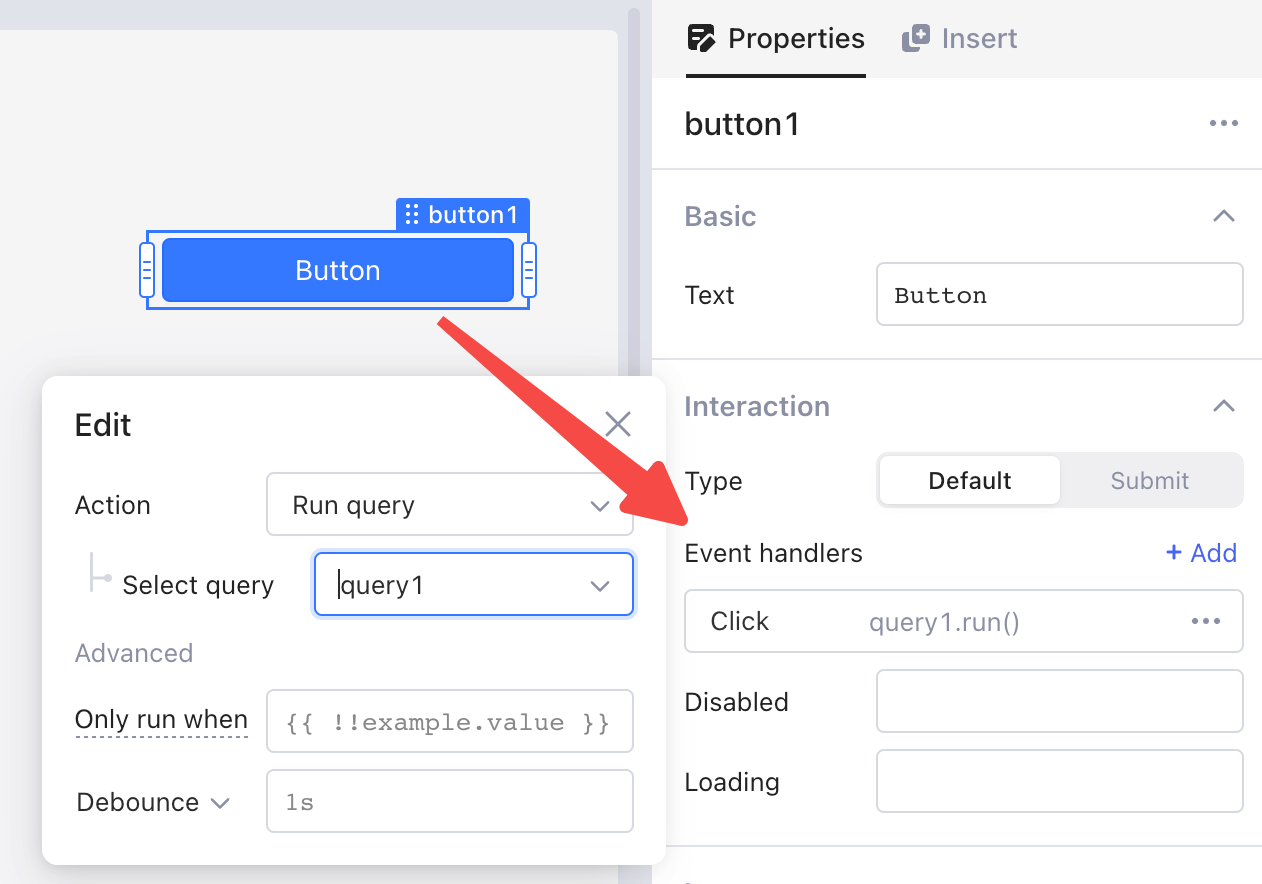 Properties
Insert
button1
Basic
Text
Button
Interaction
Type
Default
Submit
Event handlers
+ Add
Click
query1.run()
Disabled
Loading
button1
Button
Edit
Action
Run query
Select query
query1
Advanced
Only run when
{{ !!example.value }}
Debounce
1s